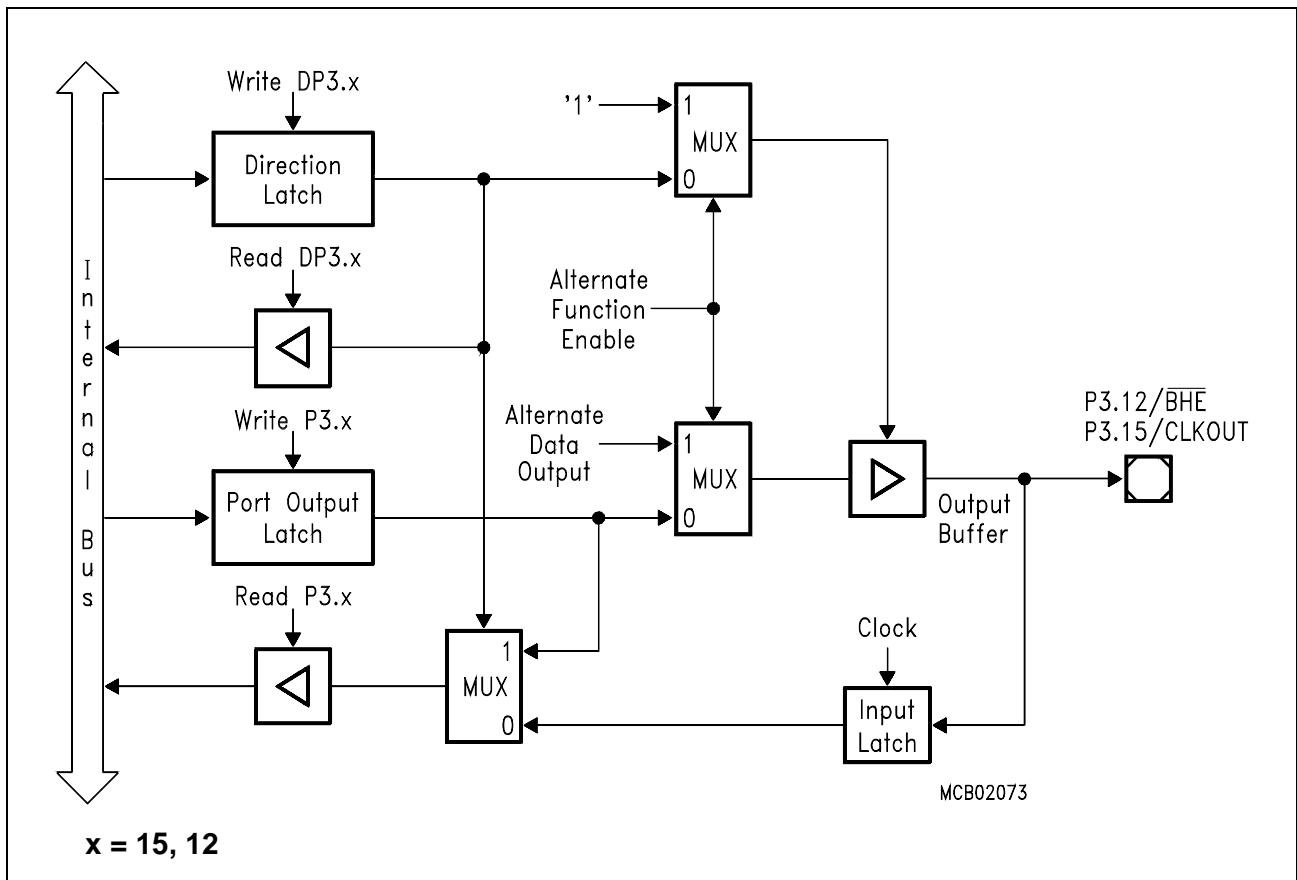 Write DP3.x
Direction
Latch
Read DP3.x
Write P3.x
Port Output
Latch
Read P3.x
Internal Bus
'1'
1
MUX
0
Alternate
Function
Enable
Alternate
Data
Output
1
MUX
0
1
MUX
0
Output
Buffer
P3.12/B̅H̅E̅
P3.15/CLKOUT
Clock
Input
Latch
MCB02073
x = 15, 12